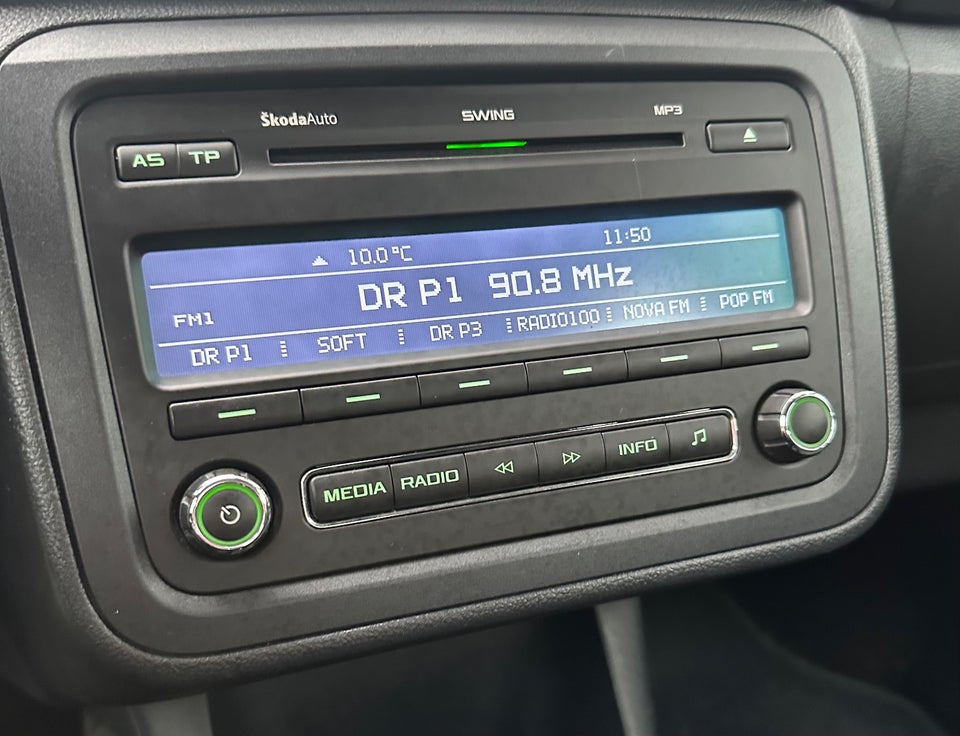 ŠkodaAuto SWING MP3
AS TP
10.0°C 11:50
DR P1 90.8 MHz
FM1
DR P1 SOFT DR P3 RADIO100 NOVA FM POP FM
MEDIA RADIO INFO